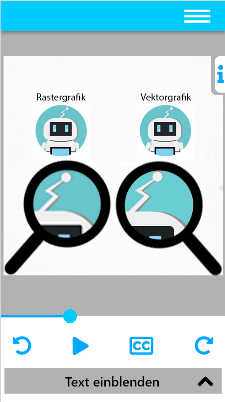 Rastergrafik Vektorgrafik
i
CC
Text einblenden